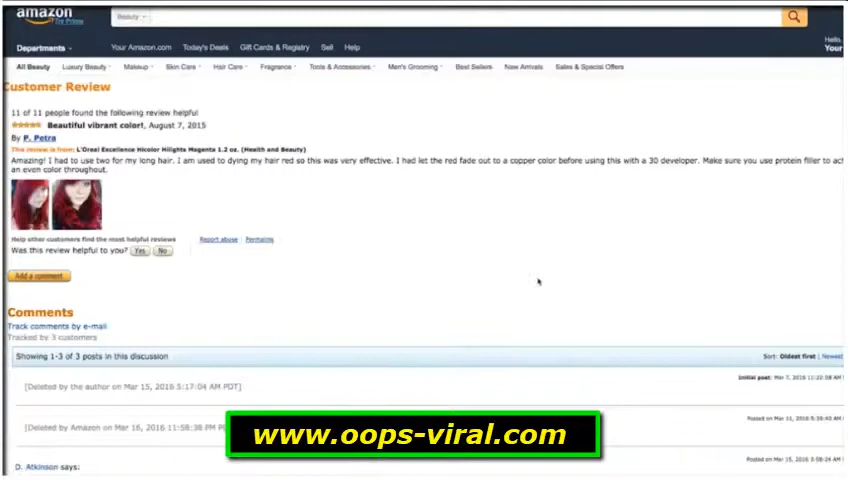 amazon
Try Prime
Beauty
Hello,
Departments Your Amazon.com Today's Deals Gift Cards & Registry Sell Help Your
All Beauty Luxury Beauty Makeup Skin Care Hair Care Fragrance Tools & Accessories Men's Grooming Best Sellers New Arrivals Sales & Special Offers
Customer Review
11 of 11 people found the following review helpful
Beautiful vibrant color!, August 7, 2015
By P. Petra
This review is from: L'Oreal Excellence Hicolor Hilights Magenta 1.2 oz. (Health and Beauty)
Amazing! I had to use two for my long hair. I am used to dying my hair red so this was very effective. I had let the red fade out to a copper color before using this with a 30 developer. Make sure you use protein filler to ach
an even color throughout.
Help other customers find the most helpful reviews Report abuse | Permalink
Was this review helpful to you? Yes No
Add a comment
Comments
Track comments by e-mail
Tracked by 3 customers
Showing 1-3 of 3 posts in this discussion Sort: Oldest first | Newest
Initial post: Mar 7, 2016 11:22:58 AM
[Deleted by the author on Mar 15, 2016 5:17:04 AM PDT]
Posted on Mar 11, 2016
[Deleted by Amazon on Mar 16, 2016 11:58:38 PM
www.oops-viral.com
Posted on Mar 15, 2016
D. Atkinson says: